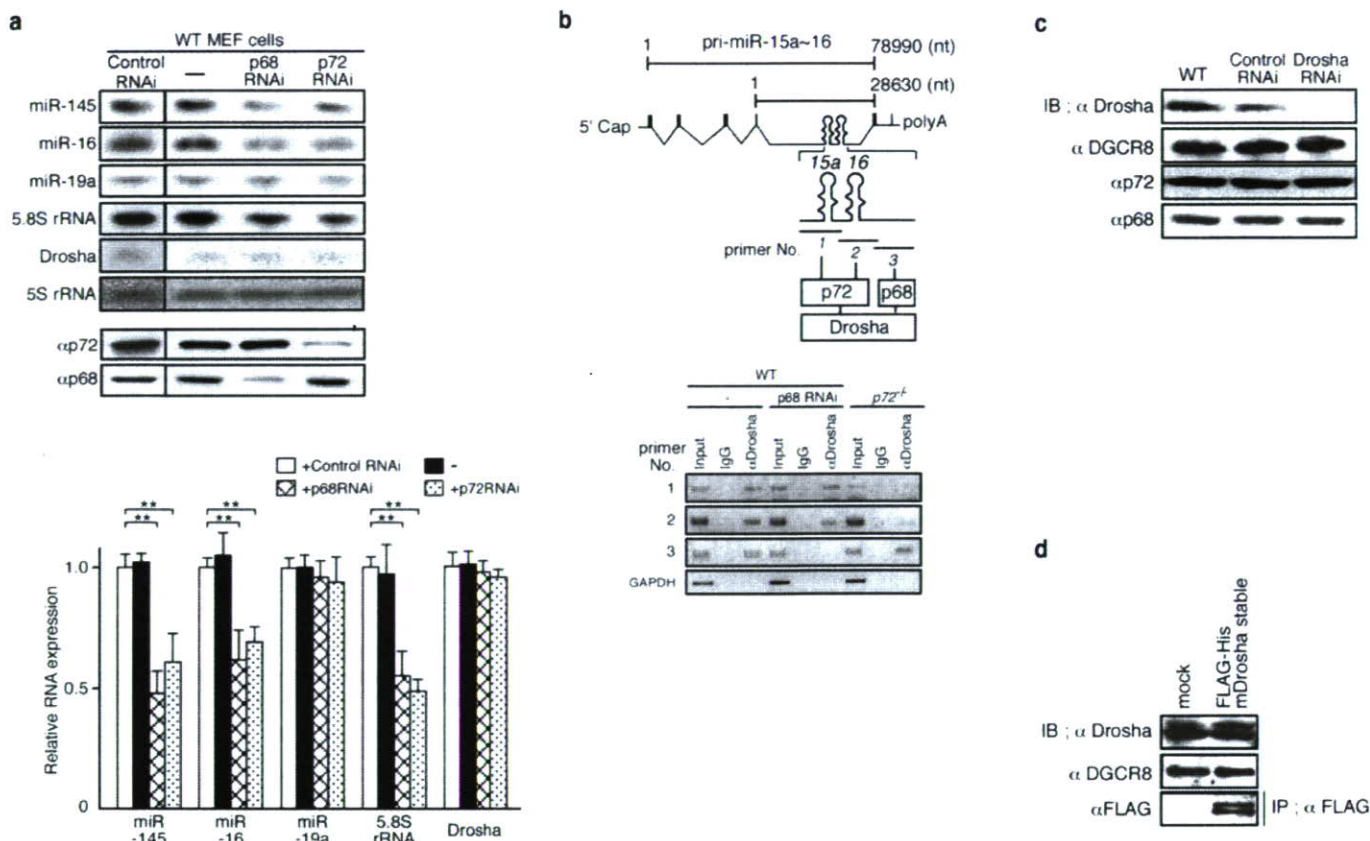 a
WT MEF cells
Control RNAi
—
p68 RNAi
p72 RNAi
miR-145
miR-16
miR-19a
5.8S rRNA
Drosha
5S rRNA
αp72
αp68
+Control RNAi
-
+p68RNAi
+p72RNAi
**
**
**
**
**
**
Relative RNA expression
1.0
0.5
0
miR -145
miR -16
miR -19a
5.8S rRNA
Drosha
b
1
pri-miR-15a~16
78990 (nt)
1
28630 (nt)
5' Cap
polyA
15a 16
primer No.
1
2
3
p72
p68
Drosha
WT
-
p68 RNAi
p72-/-
primer No.
Input
IgG
αDrosha
Input
IgG
αDrosha
Input
IgG
αDrosha
1
2
3
GAPDH
c
WT
Control RNAi
Drosha RNAi
IB ; α Drosha
α DGCR8
αp72
αp68
d
mock
FLAG-His mDrosha stable
IB ; α Drosha
α DGCR8
αFLAG
IP ; α FLAG